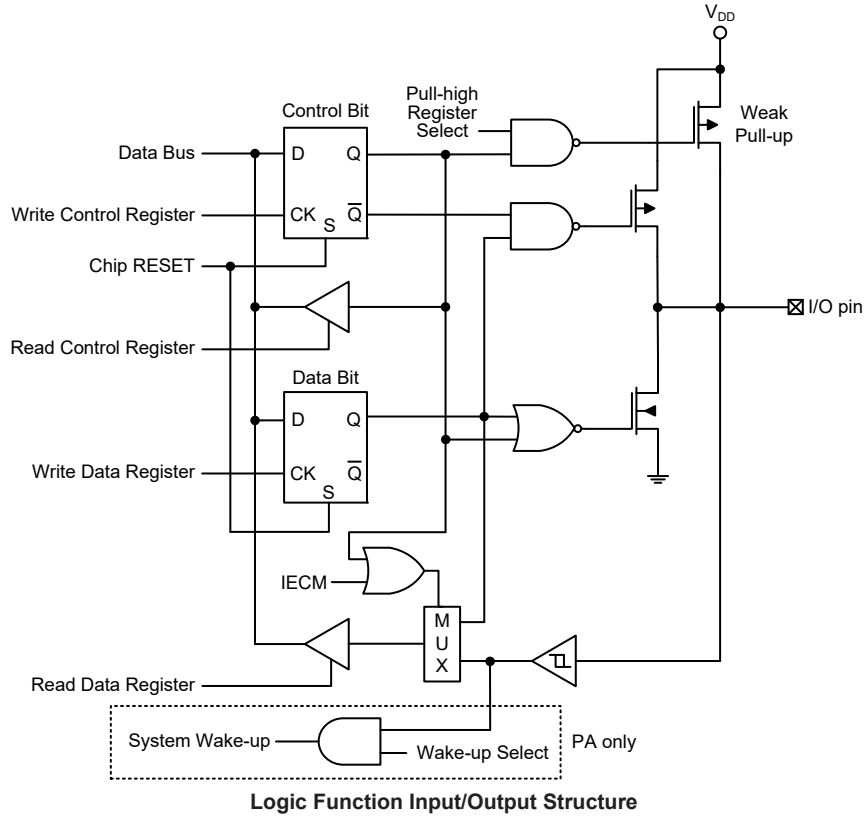 V_DD
Pull-high
Register
Select
Weak
Pull-up
Control Bit
Data Bus
D
Q
Write Control Register
CK
Q̅
S
Chip RESET
I/O pin
Read Control Register
Data Bit
D
Q
Write Data Register
CK
Q̅
S
IECM
M
U
X
Read Data Register
System Wake-up
Wake-up Select
PA only
Logic Function Input/Output Structure